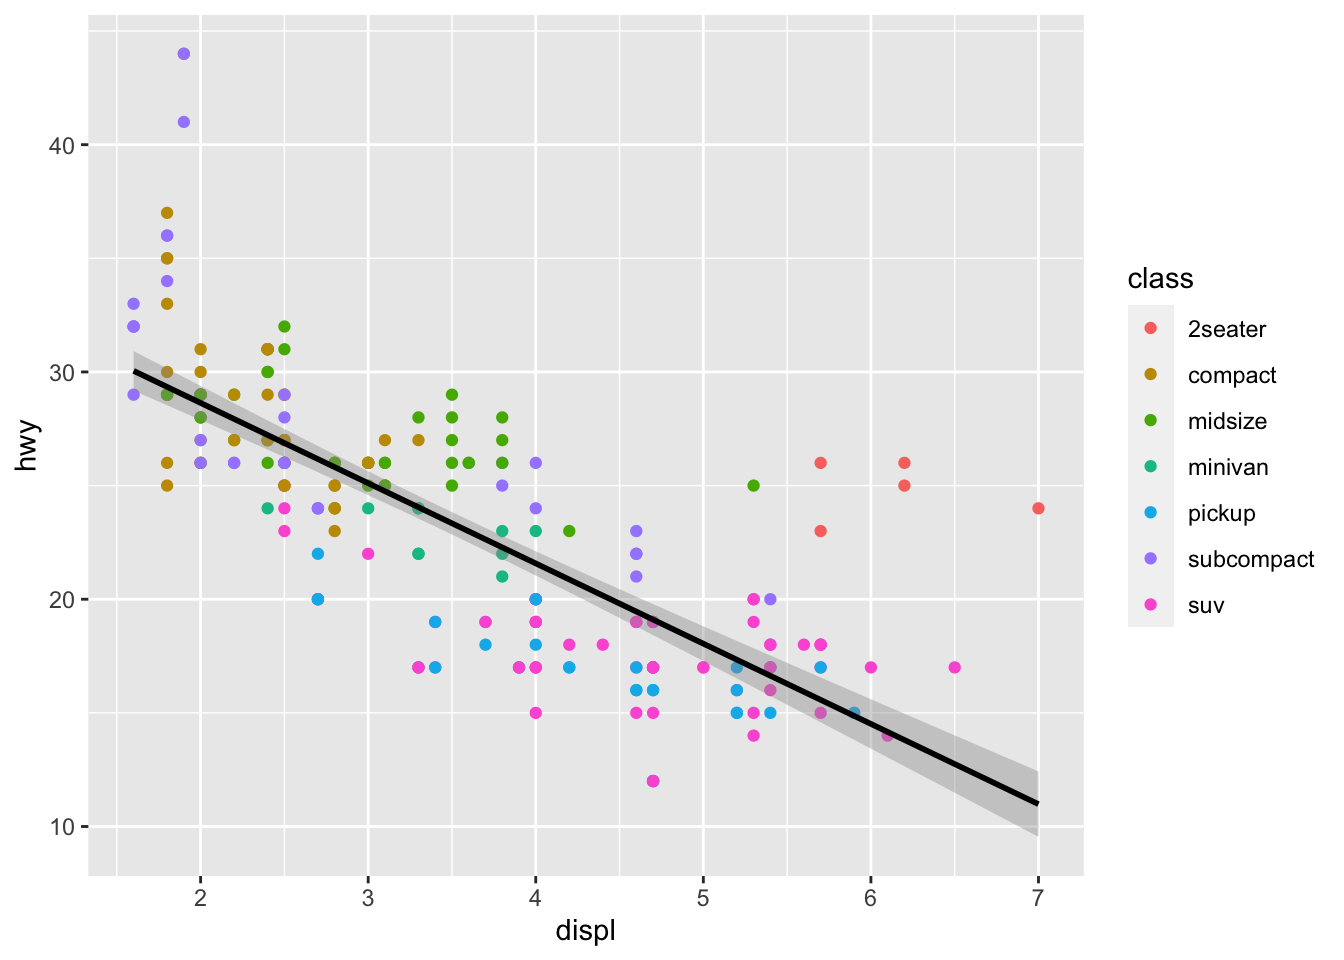 40
30
20
10
hwy
2 3 4 5 6 7
displ
class
2seater
compact
midsize
minivan
pickup
subcompact
suv